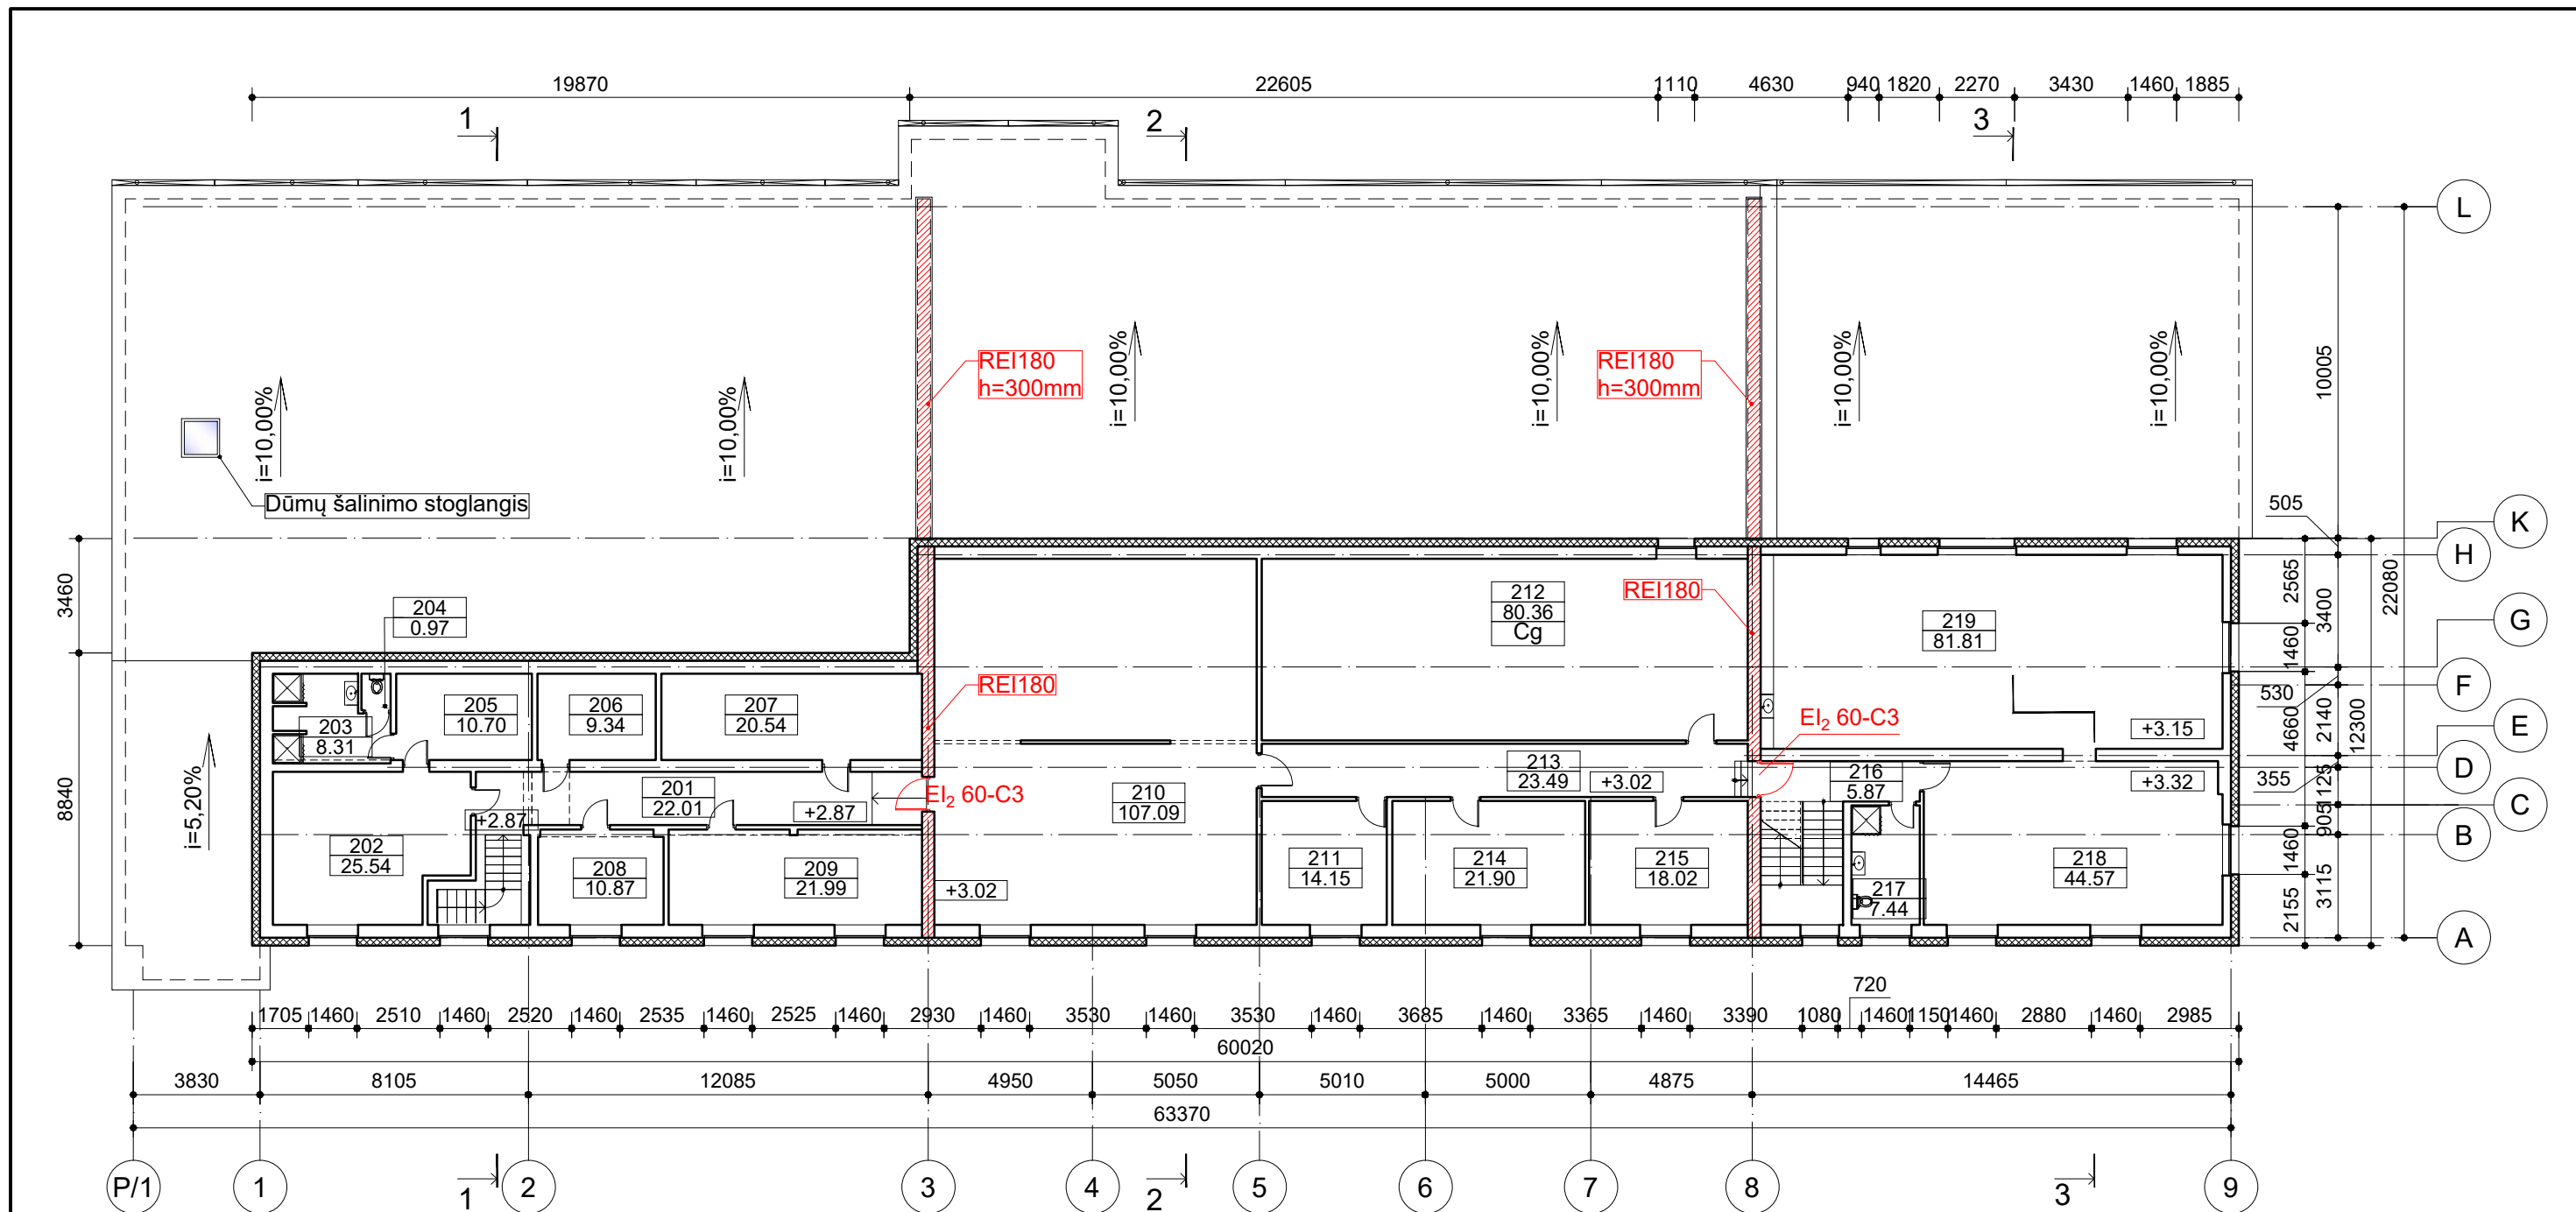 19870 22605 1110 4630 940 1820 2270 3430 1460 1885
1 2 3
L
i=10,00% i=10,00% i=10,00% i=10,00% i=10,00% i=10,00%
REI180
h=300mm
REI180
h=300mm
10005
Dūmų šalinimo stoglangis
505
K
H
G
F
E
D
C
B
A
3460
8840
2565
1460
4660
1460
2155
3400
530
2140
355
1125
905
3115
12300
22080
i=5,20%
204
0.97
203
8.31
205
10.70
206
9.34
207
20.54
REI180
212
80.36
Cg
REI180
219
81.81
EI₂ 60-C3
+3.15
201
22.01
+2.87
+2.87
EI₂ 60-C3
210
107.09
213
23.49
+3.02
216
5.87
+3.32
202
25.54
208
10.87
209
21.99
+3.02
211
14.15
214
21.90
215
18.02
217
7.44
218
44.57
720
1705 1460 2510 1460 2520 1460 2535 1460 2525 1460 2930 1460 3530 1460 3530 1460 3685 1460 3365 1460 3390 1080 1460 1150 1460 2880 1460 2985
60020
3830 8105 12085 4950 5050 5010 5000 4875 14465
63370
P/1 1 1 2 3 4 2 5 6 7 8 3 9